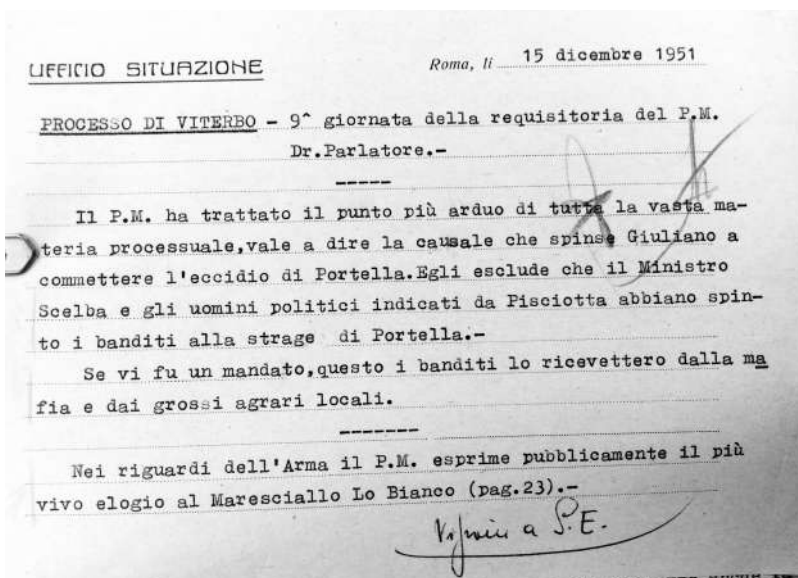 UFFICIO SITUAZIONE
Roma, li 15 dicembre 1951
PROCESSO DI VITERBO - 9^ giornata della requisitoria del P.M.
Dr.Parlatore.-
-----
Il P.M. ha trattato il punto più arduo di tutta la vasta ma-
teria processuale,vale a dire la causale che spinse Giuliano a
commettere l'eccidio di Portella.Egli esclude che il Ministro
Scelba e gli uomini politici indicati da Pisciotta abbiano spin-
to i banditi alla strage di Portella.-
Se vi fu un mandato,questo i banditi lo ricevettero dalla ma
fia e dai grossi agrari locali.
-------
Nei riguardi dell'Arma il P.M. esprime pubblicamente il più
vivo elogio al Maresciallo Lo Bianco (pag.23).-
a S.E.